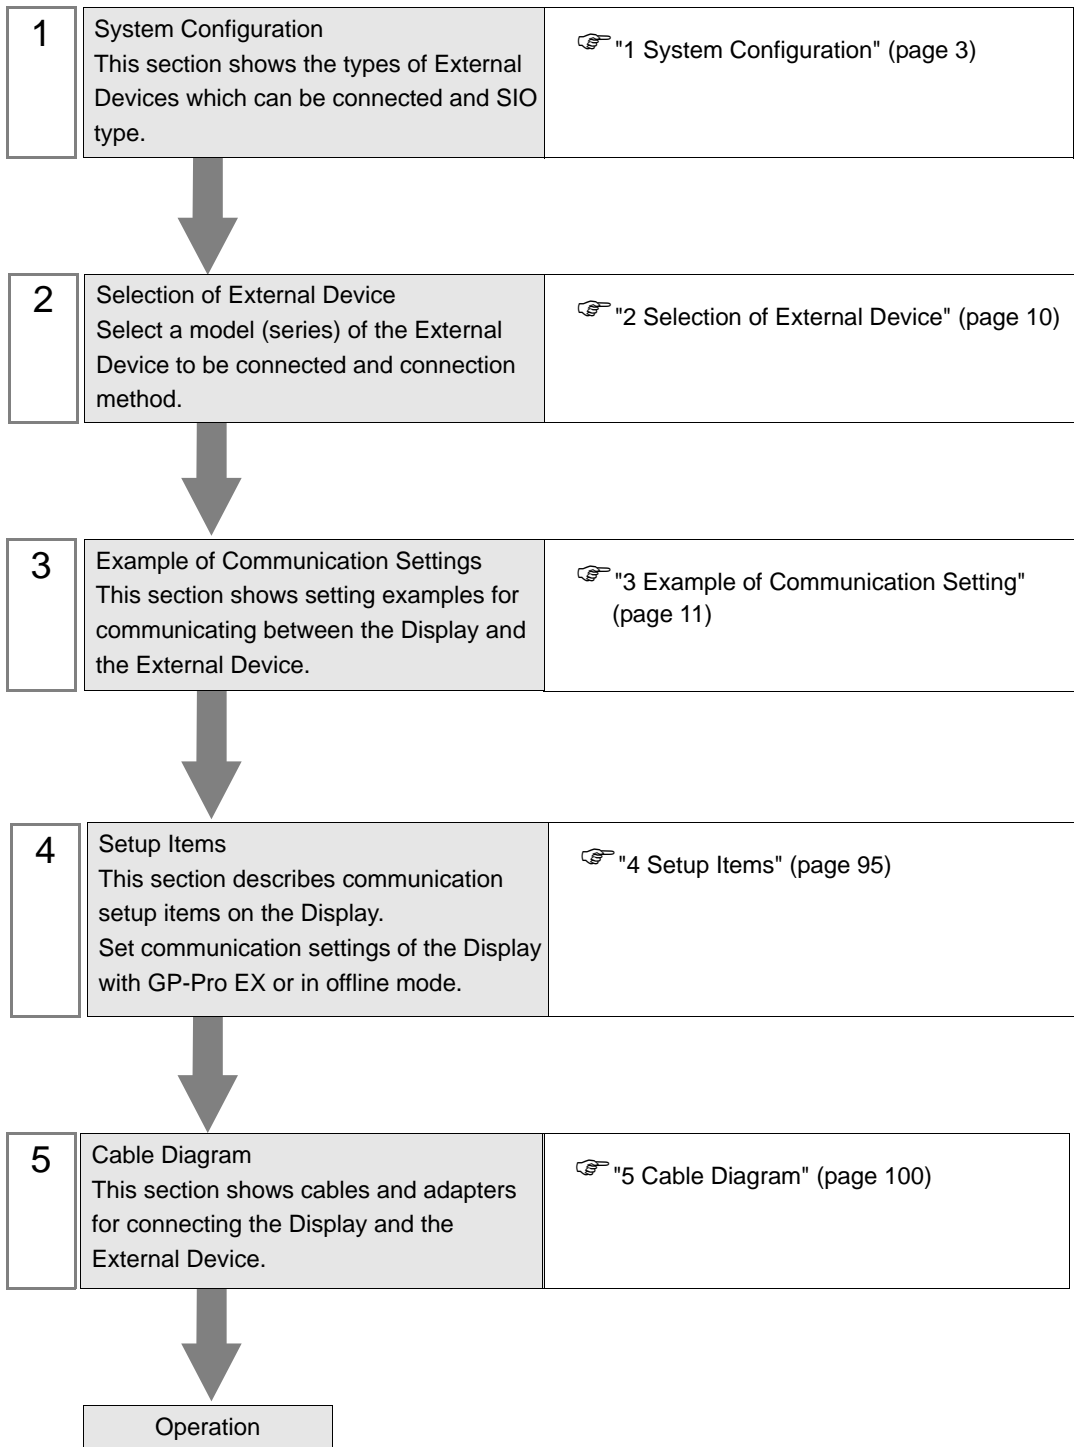 1
System Configuration
This section shows the types of External
Devices which can be connected and SIO
type.
"1 System Configuration" (page 3)
2
Selection of External Device
Select a model (series) of the External
Device to be connected and connection
method.
"2 Selection of External Device" (page 10)
3
Example of Communication Settings
This section shows setting examples for
communicating between the Display and
the External Device.
"3 Example of Communication Setting"
(page 11)
4
Setup Items
This section describes communication
setup items on the Display.
Set communication settings of the Display
with GP-Pro EX or in offline mode.
"4 Setup Items" (page 95)
5
Cable Diagram
This section shows cables and adapters
for connecting the Display and the
External Device.
"5 Cable Diagram" (page 100)
Operation